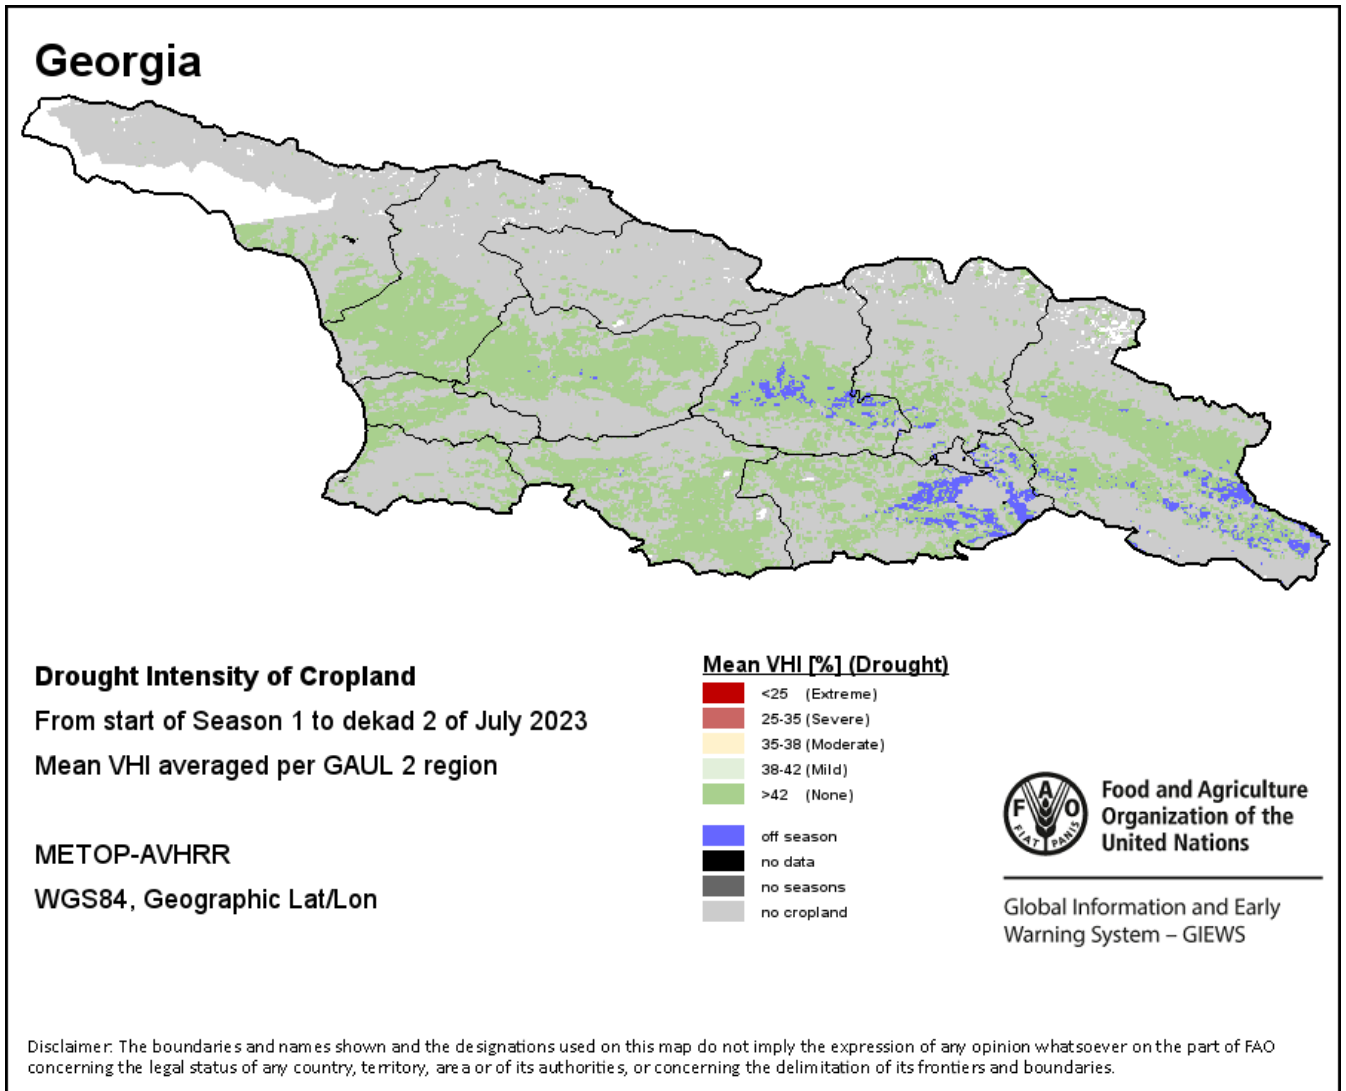 Georgia
Drought Intensity of Cropland
From start of Season 1 to dekad 2 of July 2023
Mean VHI averaged per GAUL 2 region
METOP-AVHRR
WGS84, Geographic Lat/Lon
Mean VHI [%] (Drought)
<25 (Extreme)
25-35 (Severe)
35-38 (Moderate)
38-42 (Mild)
>42 (None)
off season
no data
no seasons
no cropland
F A O
FIAT PANIS
Food and Agriculture
Organization of the
United Nations
Global Information and Early
Warning System – GIEWS
Disclaimer: The boundaries and names shown and the designations used on this map do not imply the expression of any opinion whatsoever on the part of FAO
concerning the legal status of any country, territory, area or of its authorities, or concerning the delimitation of its frontiers and boundaries.